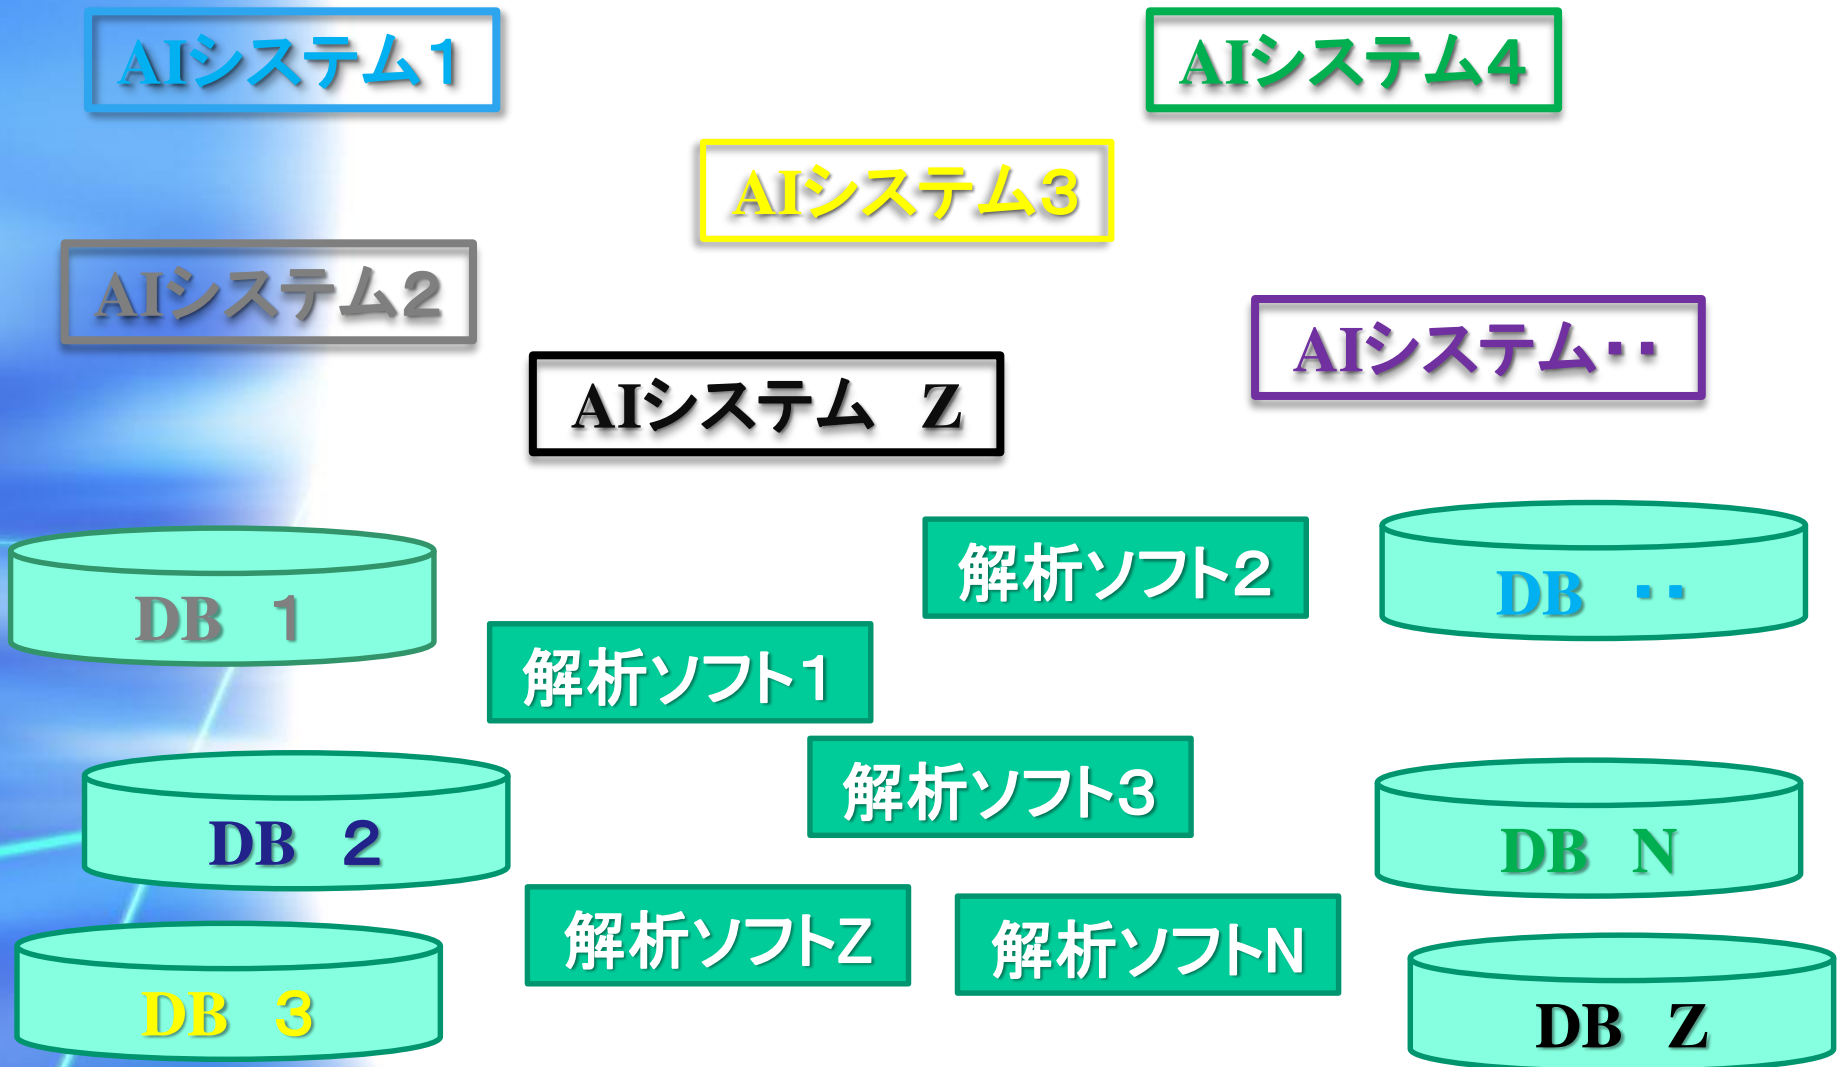 AIシステム１
AIシステム４
AIシステム３
AIシステム２
AIシステム・・
AIシステム　Z
解析ソフト２
DB　・・
DB　１
解析ソフト１
解析ソフト３
DB　２
DB　N
解析ソフトZ
解析ソフトN
DB　３
DB　Z